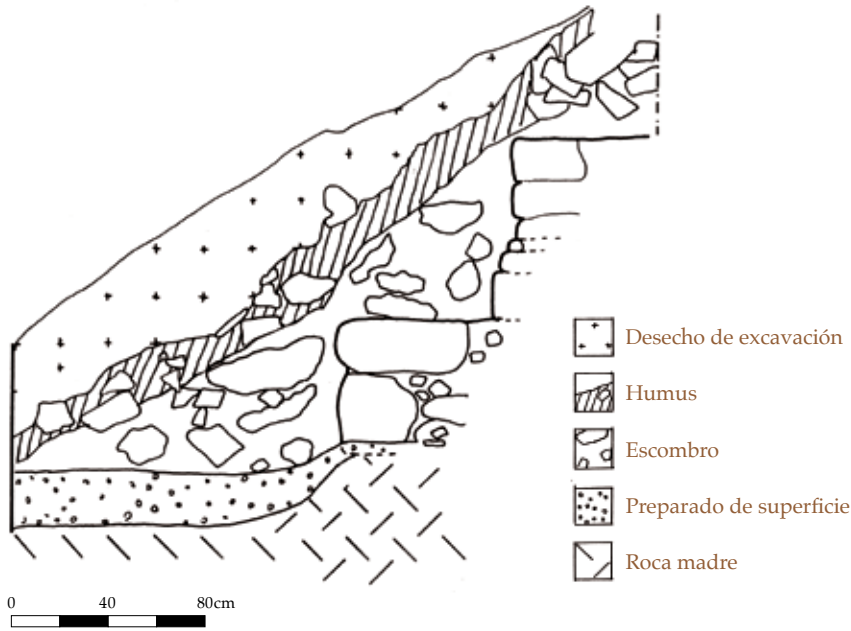 Desecho de excavación
Humus
Escombro
Preparado de superficie
Roca madre
0 40 80cm